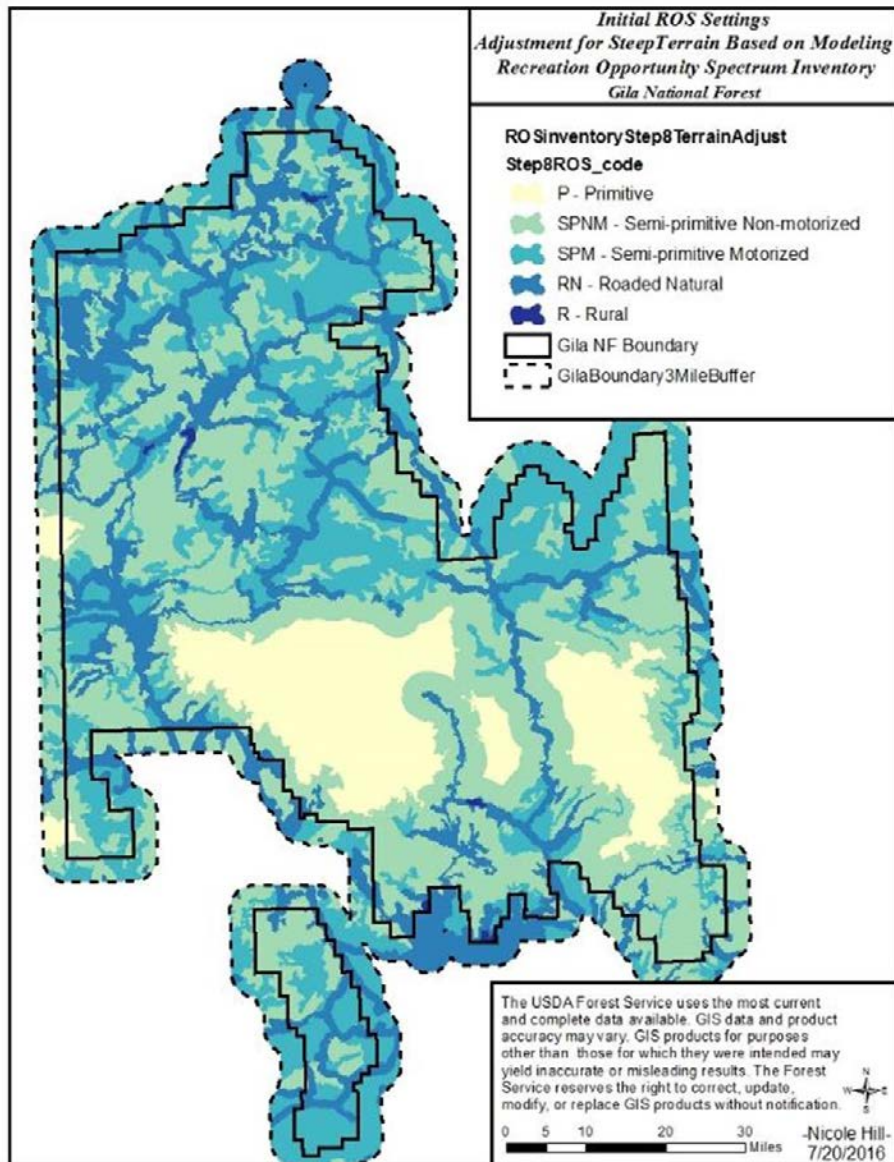 Initial ROS Settings
Adjustment for SteepTerrain Based on Modeling
Recreation Opportunity Spectrum Inventory
Gila National Forest
ROSinventoryStep8TerrainAdjust
Step8ROS_code
P - Primitive
SPNM - Semi-primitive Non-motorized
SPM - Semi-primitive Motorized
RN - Roaded Natural
R - Rural
Gila NF Boundary
GilaBoundary3MileBuffer
The USDA Forest Service uses the most current
and complete data available. GIS data and product
accuracy may vary. GIS products for purposes
other than those for which they were intended may
yield inaccurate or misleading results. The Forest
Service reserves the right to correct, update,
modify, or replace GIS products without notification.
N
W E
S
0 5 10 20 30
Miles
-Nicole Hill-
7/20/2016